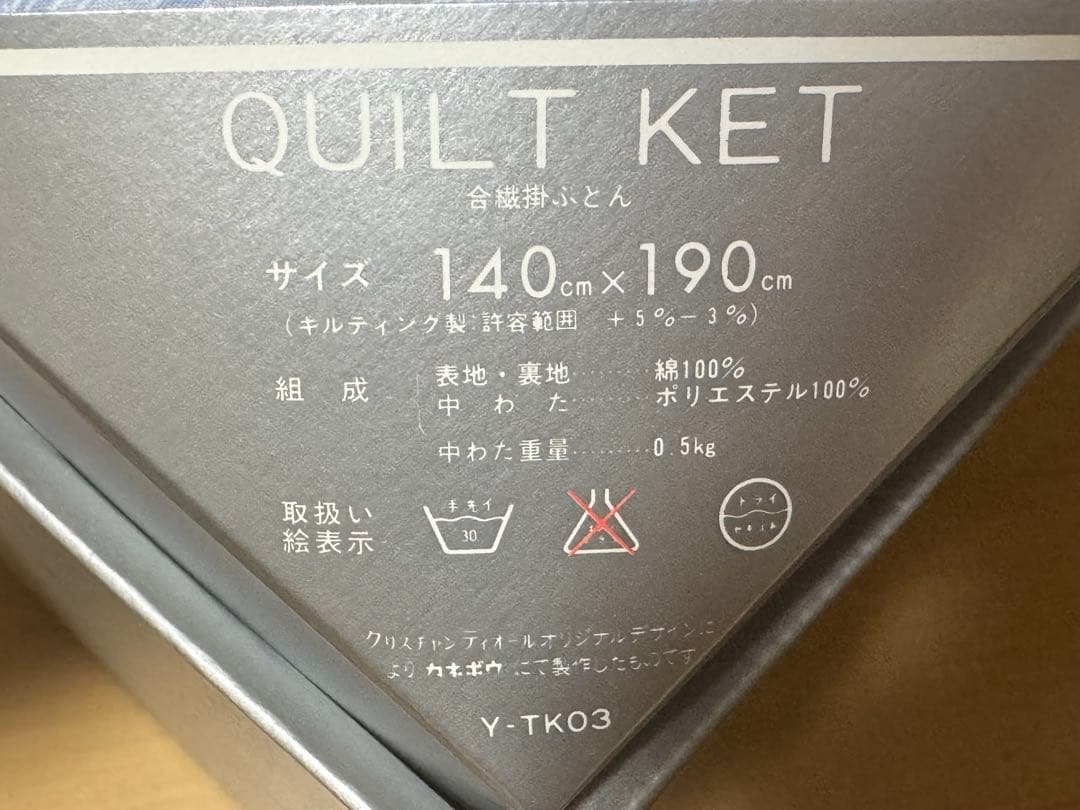 QUILT KET
合繊掛ふとん
サイズ 140cm×190cm
(キルティング製:許容範囲 +5%-3%)
組成 表地・裏地………綿100%
中わた………ポリエステル100%
中わた重量………0.5kg
取扱い
絵表示
手洗イ
30
ドライ
クリスチャンディオールオリジナルデザインに
より カネボウ にて製作したものです
Y-TK03